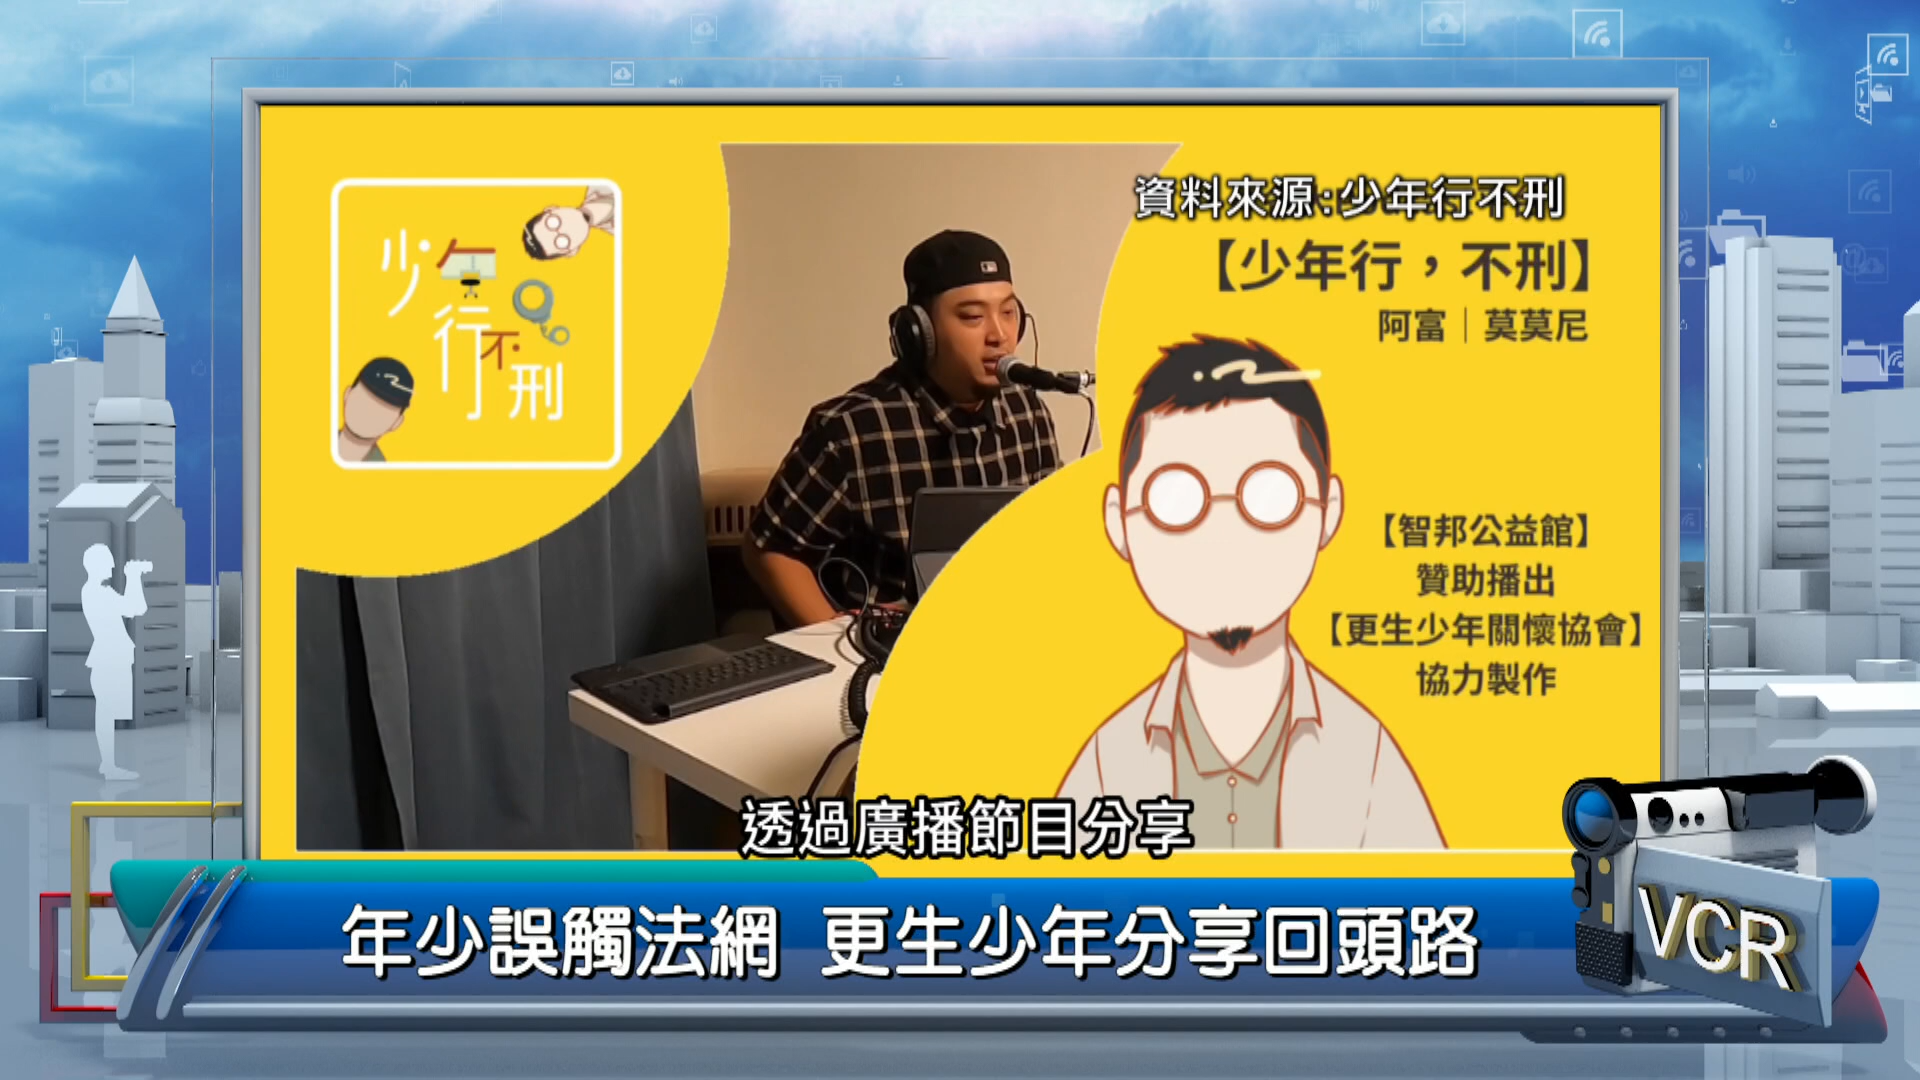 少年行不刑
資料來源:少年行不刑
【少年行，不刑】
阿富｜莫莫尼
【智邦公益館】
贊助播出
【更生少年關懷協會】
協力製作
透過廣播節目分享
年少誤觸法網 更生少年分享回頭路
VCR